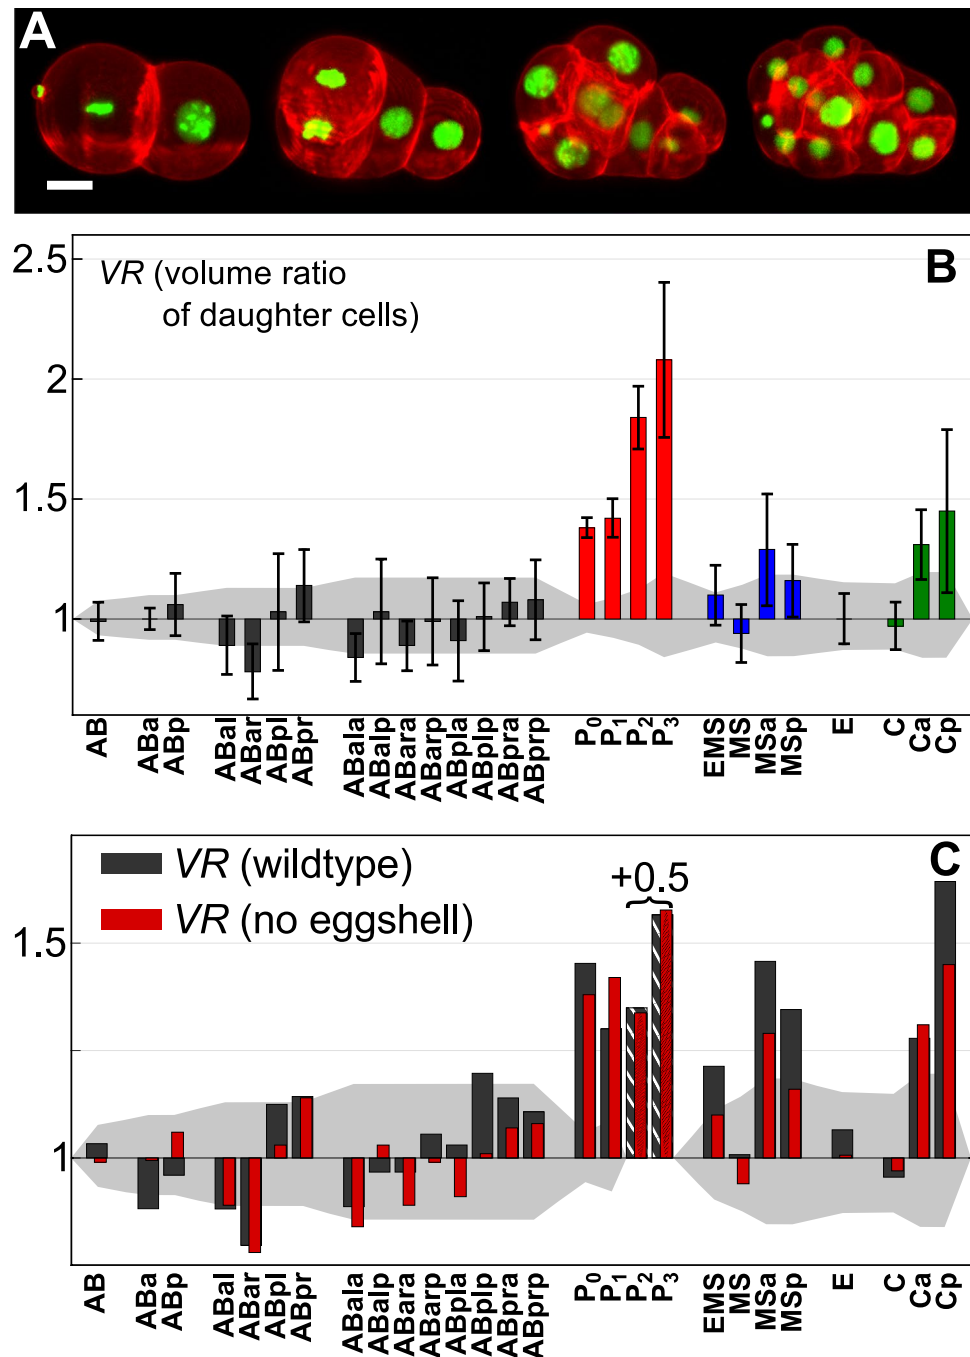 A
B
2.5
VR (volume ratio
of daughter cells)
2
1.5
1
AB
ABa
ABp
ABal
ABar
ABpl
ABpr
ABala
ABalp
ABara
ABarp
ABpla
ABplp
ABpra
ABprp
P0
P1
P2
P3
EMS
MS
MSa
MSp
E
C
Ca
Cp
C
VR (wildtype)
VR (no eggshell)
+0.5
1.5
1
AB
ABa
ABp
ABal
ABar
ABpl
ABpr
ABala
ABalp
ABara
ABarp
ABpla
ABplp
ABpra
ABprp
P0
P1
P2
P3
EMS
MS
MSa
MSp
E
C
Ca
Cp